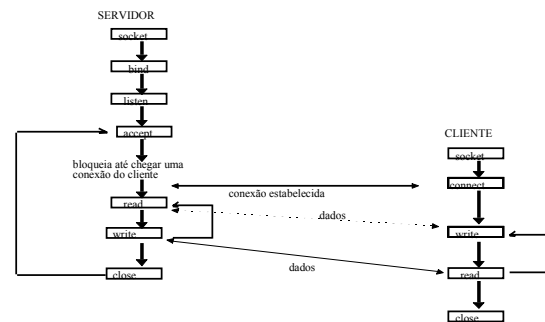 SERVIDOR
socket
bind
listen
accept
bloqueia até chegar uma
conexão do cliente
read
write
close
conexão estabelecida
dados
dados
CLIENTE
socket
connect
write
read
close